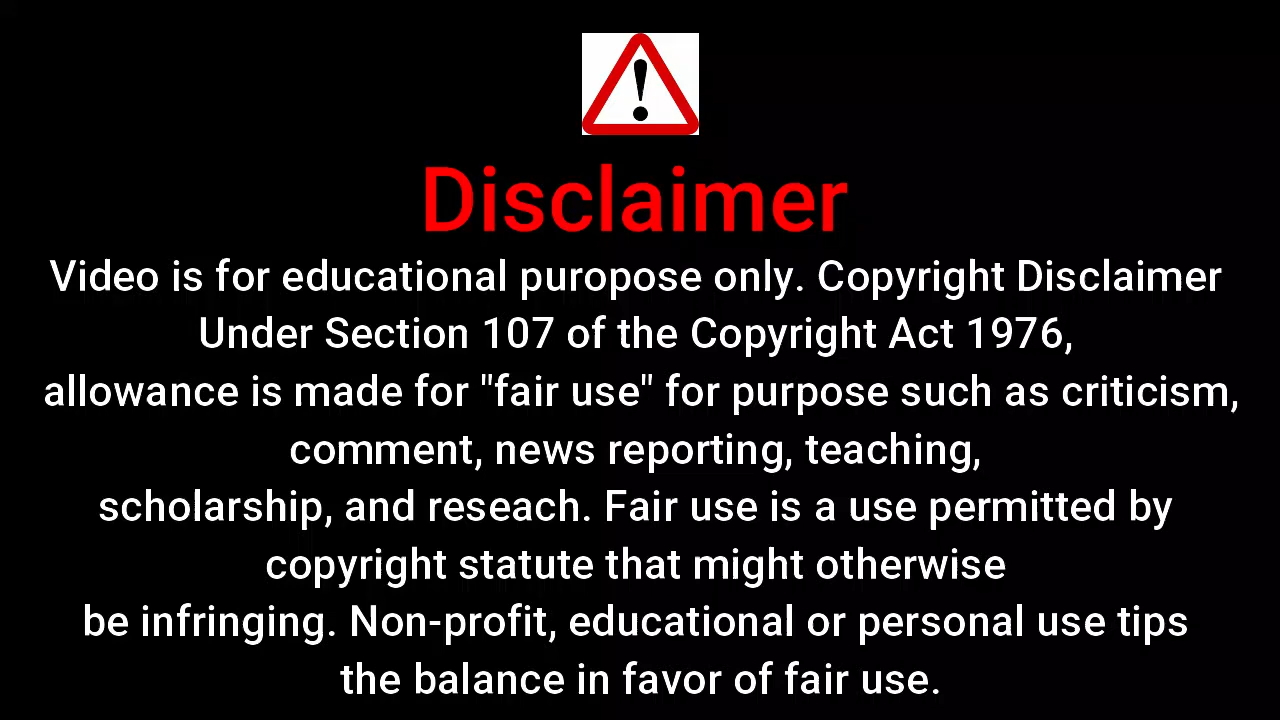 Disclaimer
Video is for educational puropose only. Copyright Disclaimer
Under Section 107 of the Copyright Act 1976,
allowance is made for "fair use" for purpose such as criticism,
comment, news reporting, teaching,
scholarship, and reseach. Fair use is a use permitted by
copyright statute that might otherwise
be infringing. Non-profit, educational or personal use tips
the balance in favor of fair use.